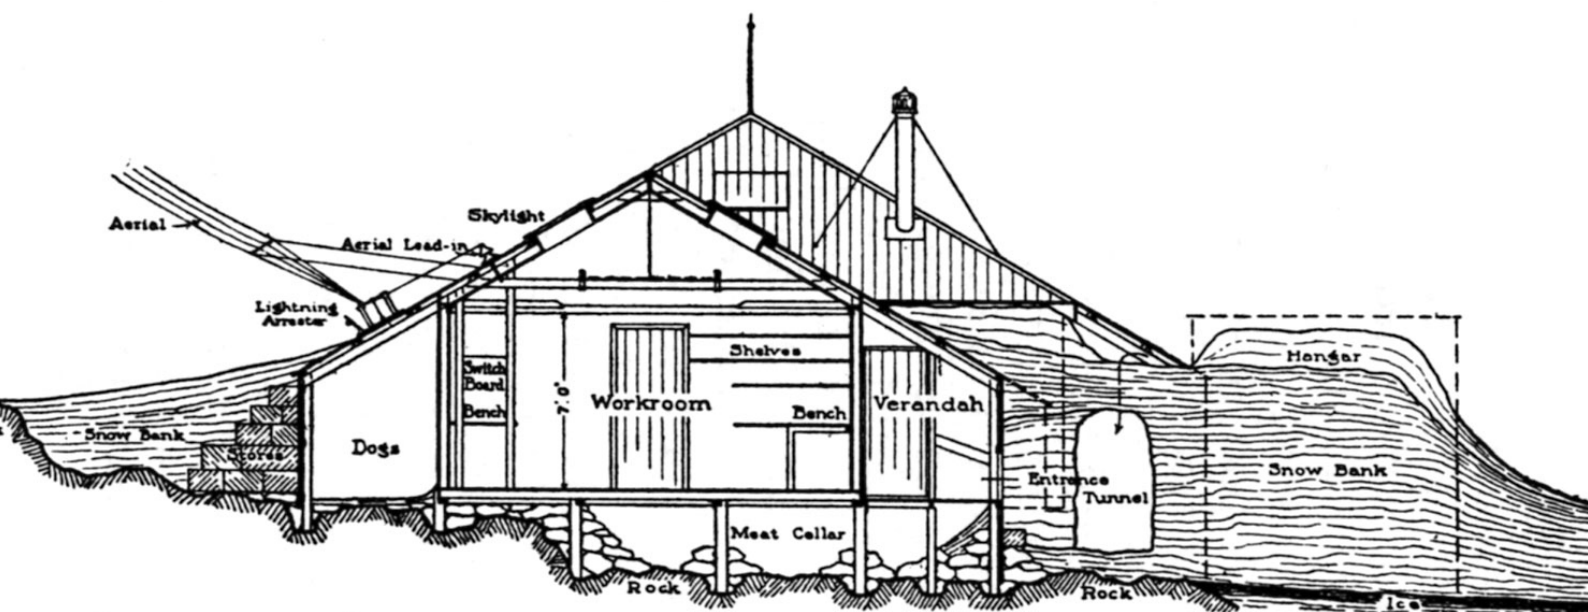 Skylight
Aerial
Aerial Lead-in
Lightning
Arrester
Hangar
Shelves
Switch
Board
Bench
7'.0"
Workroom
Bench
Verandah
Snow Bank
Stores
Dogs
Snow Bank
Entrance
Tunnel
Meat Cellar
Rock
Rock
Ice